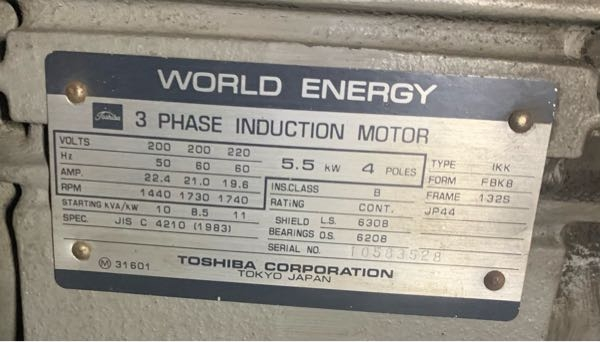 WORLD ENERGY
Toshiba 3 PHASE INDUCTION MOTOR
VOLTS 200 200 220
Hz 50 60 60
AMP. 22.4 21.0 19.6
RPM 1440 1730 1740
STARTING KVA/KW 10 8.5 11
SPEC. JIS C 4210 (1983)
5.5 kW 4 POLES
INS.CLASS B
RATING CONT.
SHIELD L.S. 6308
BEARINGS O.S. 6208
SERIAL NO. 10583528
TYPE IKK
FORM FBK8
FRAME 132S
JP44
M 31601
TOSHIBA CORPORATION
TOKYO JAPAN